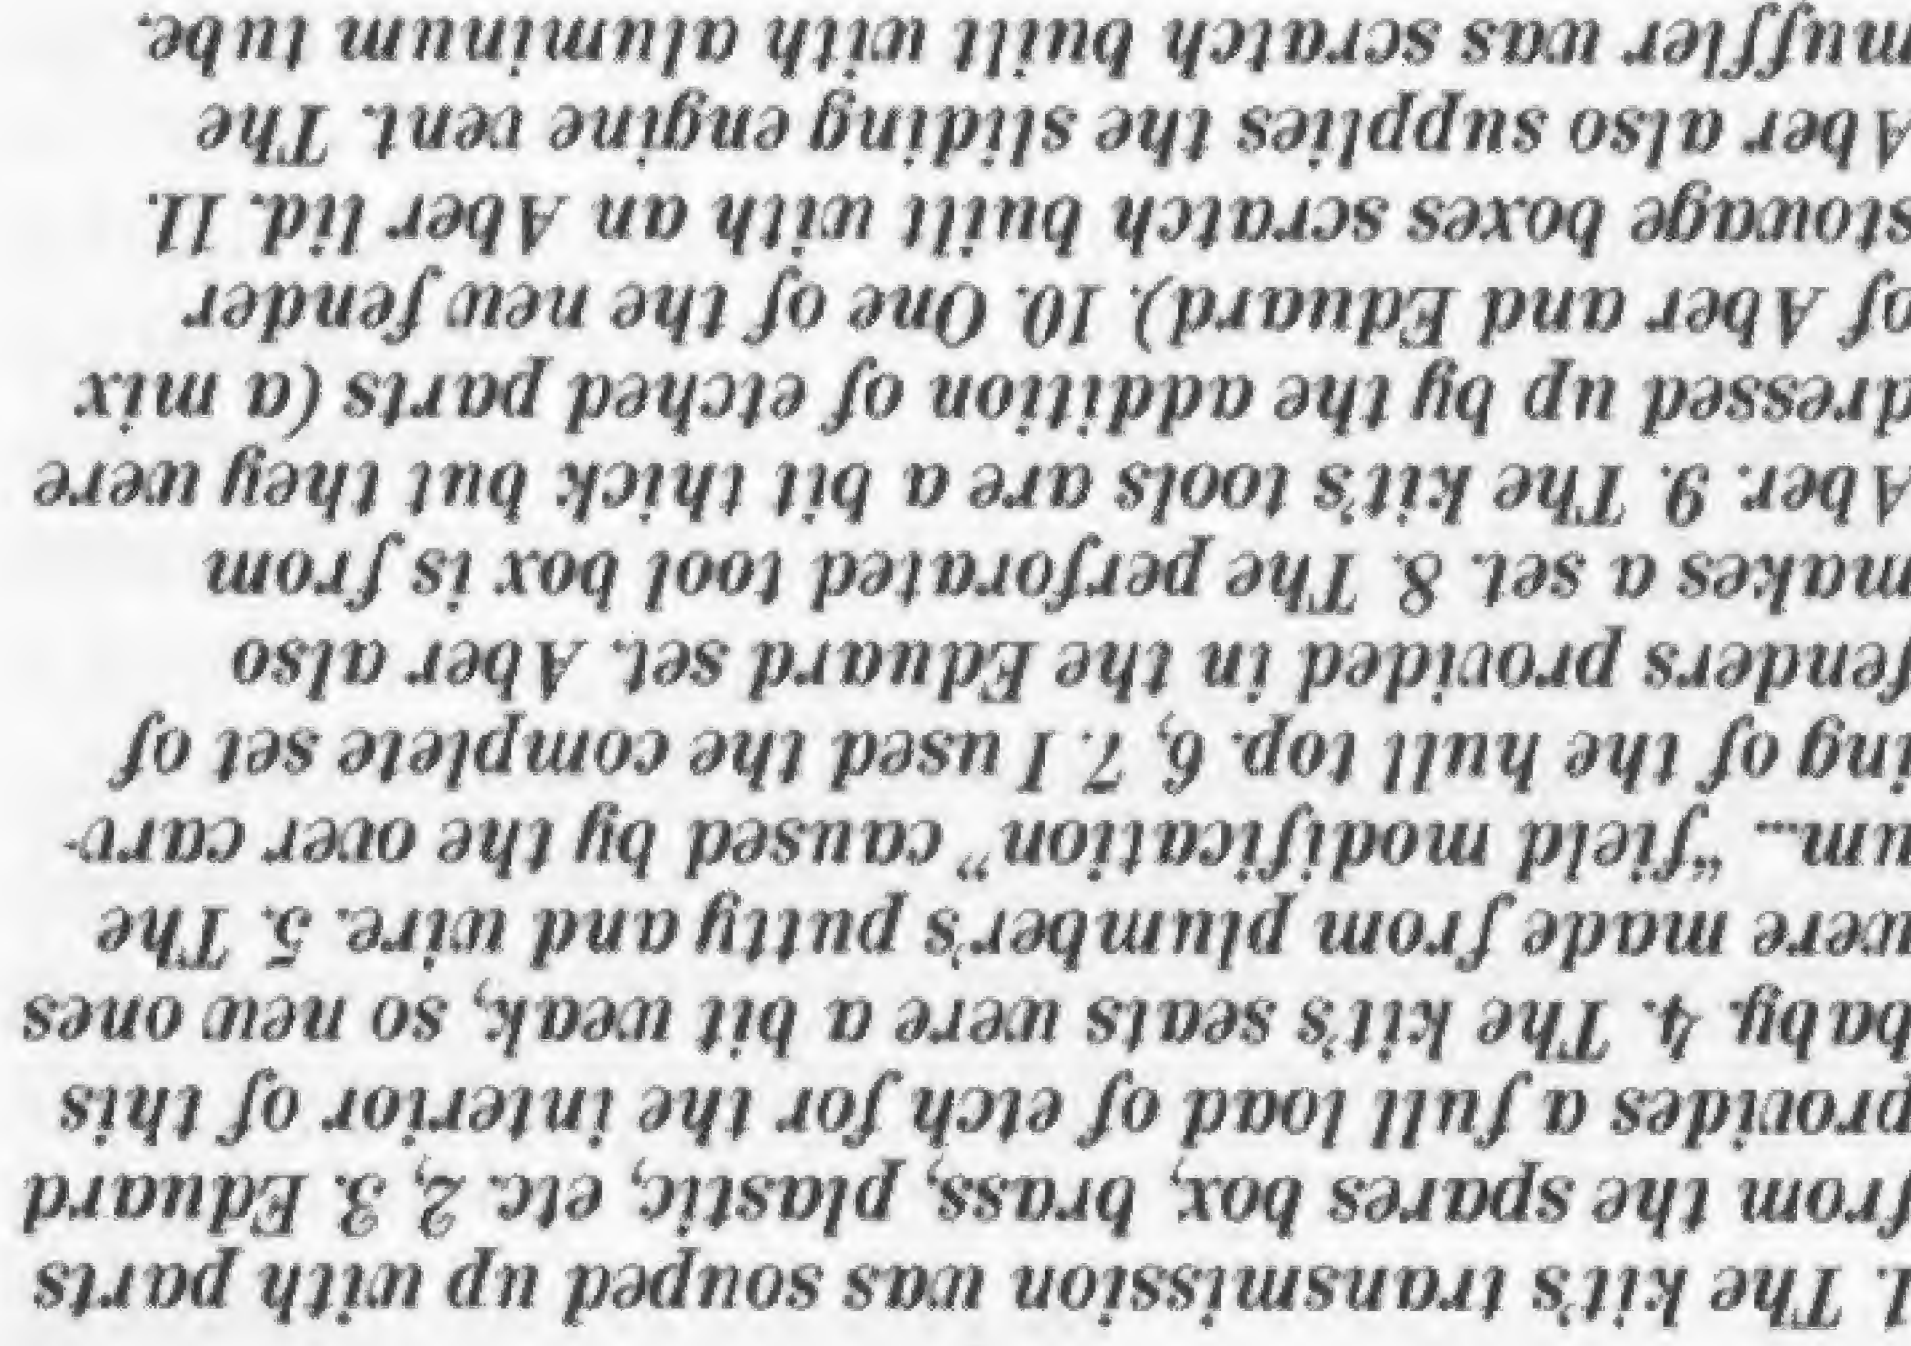 1. The kit's transmission was souped up with parts
from the spares box, brass, plastic, etc. 2, 3. Eduard
provides a full load of etch for the interior of this
baby. 4. The kit's seats were a bit weak, so new ones
were made from plumber's putty and wire. 5. The
um... “field modification” caused by the over carv-
ing of the hull top. 6, 7. I used the complete set of
fenders provided in the Eduard set. Aber also
makes a set. 8. The perforated tool box is from
Aber. 9. The kit's tools are a bit thick but they were
dressed up by the addition of etched parts (a mix
of Aber and Eduard). 10. One of the new fender
stowage boxes scratch built with an Aber lid. 11.
Aber also supplies the sliding engine vent. The
muffler was scratch built with aluminum tube.